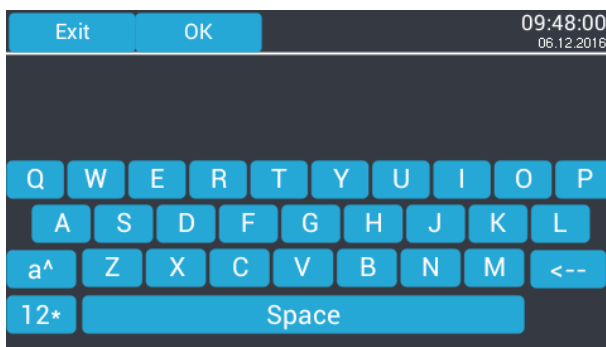 Exit OK 09:48:00
06.12.2016
Q W E R T Y U I O P
A S D F G H J K L
a^ Z X C V B N M <--
12* Space